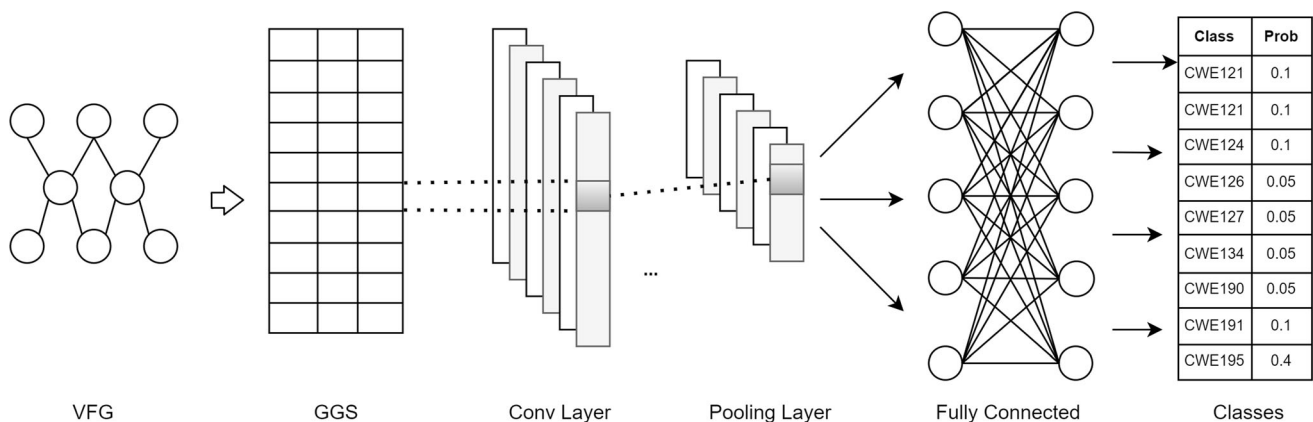 Class Prob
CWE121 0.1
CWE121 0.1
CWE124 0.1
CWE126 0.05
CWE127 0.05
CWE134 0.05
CWE190 0.05
CWE191 0.1
CWE195 0.4
...
VFG GGS Conv Layer Pooling Layer Fully Connected Classes